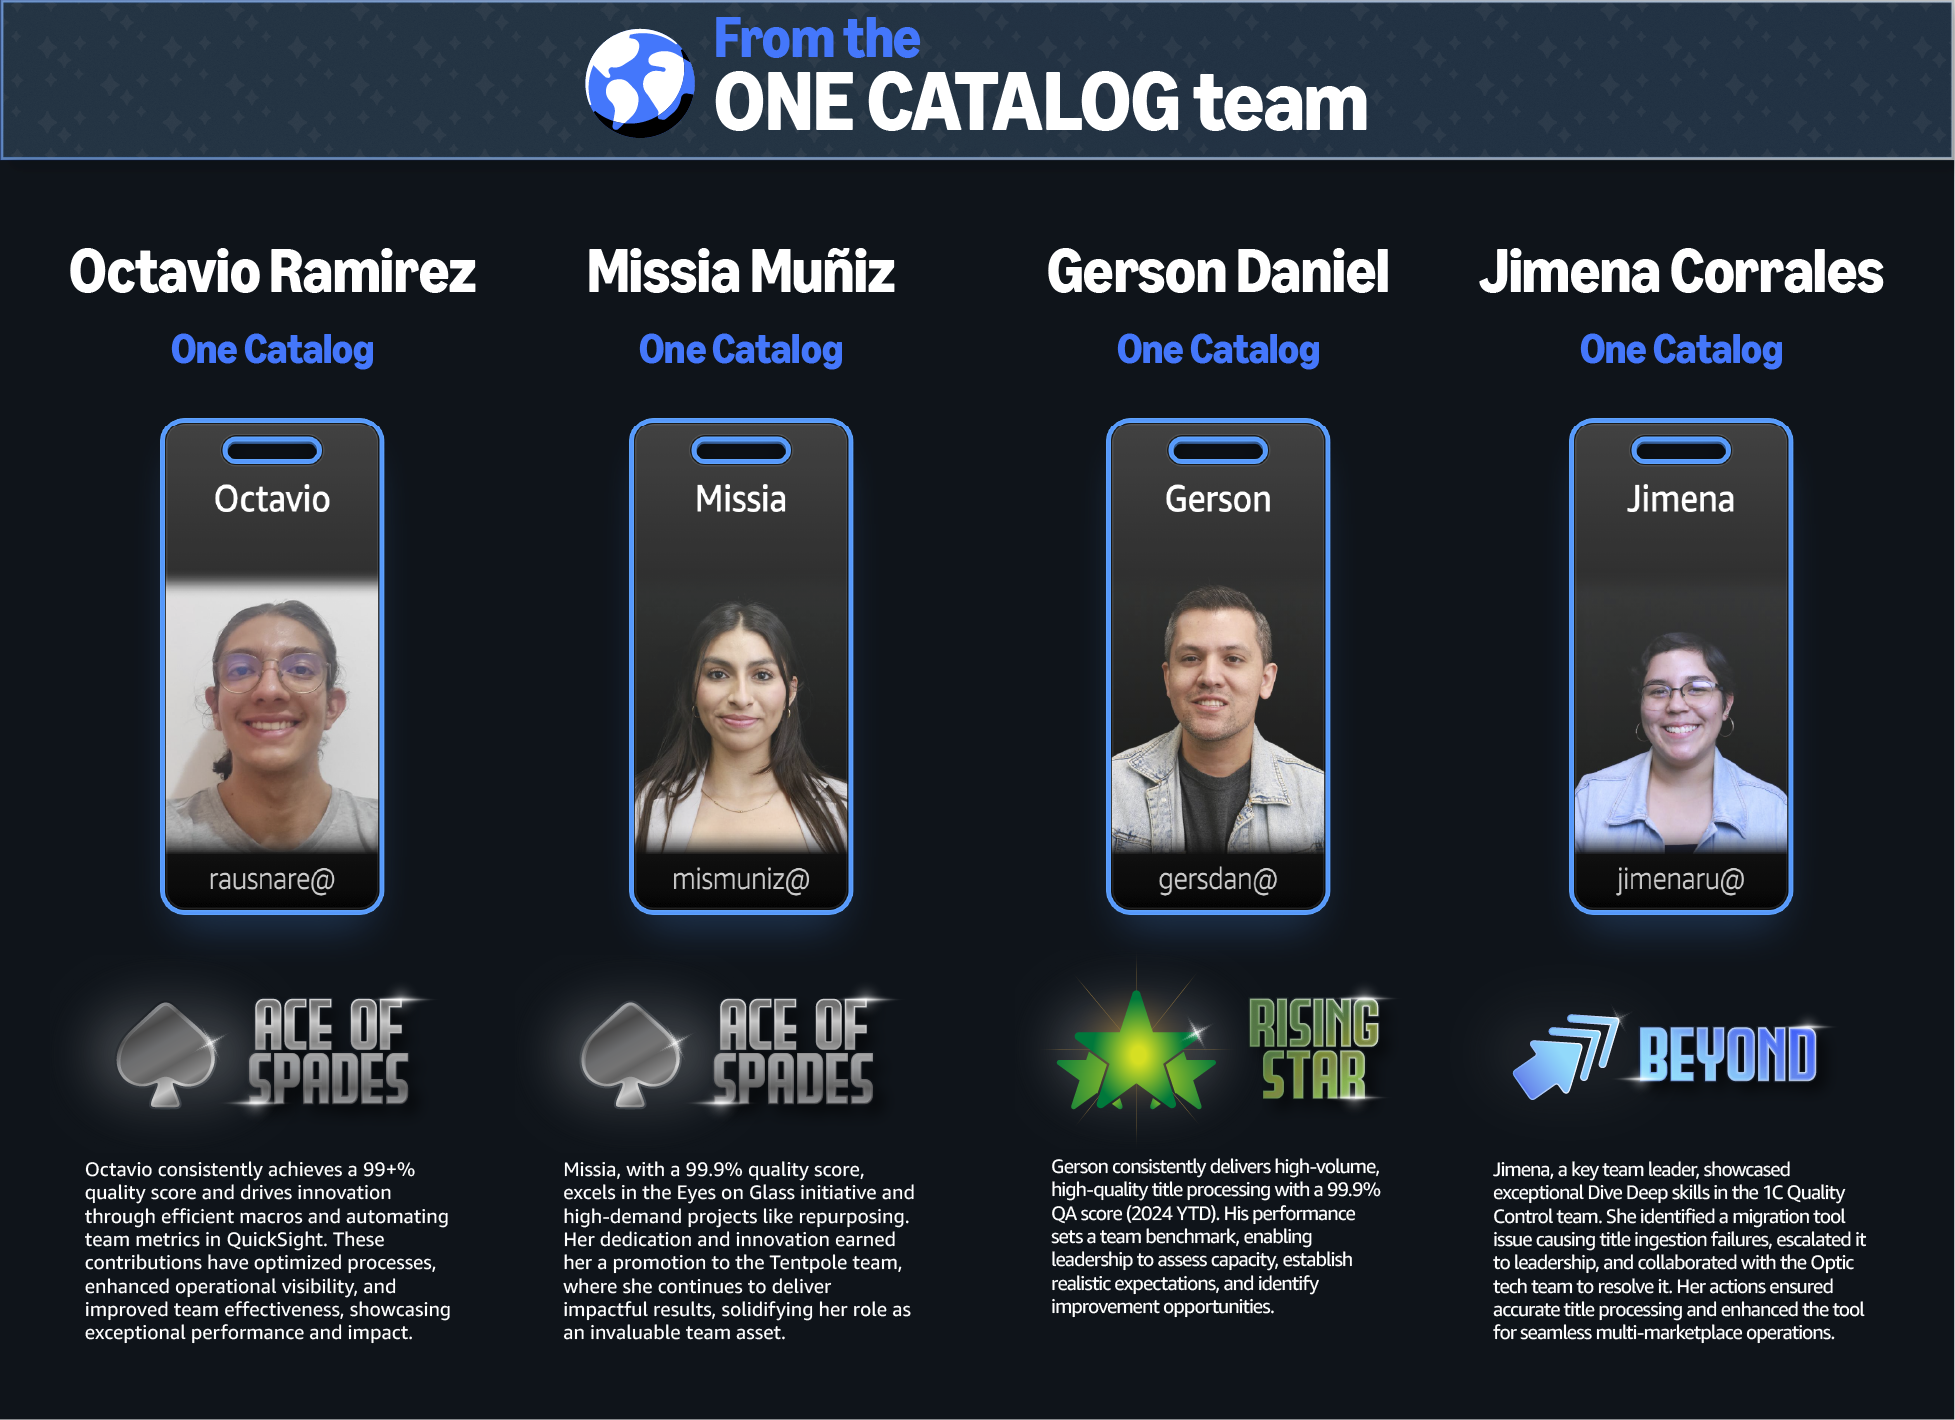 From the
ONE CATALOG team
Octavio Ramirez
One Catalog
Octavio
rausnare@
ACE OF
SPADES
Octavio consistently achieves a 99+%
quality score and drives innovation
through efficient macros and automating
team metrics in QuickSight. These
contributions have optimized processes,
enhanced operational visibility, and
improved team effectiveness, showcasing
exceptional performance and impact.
Missia Muñiz
One Catalog
Missia
mismuniz@
ACE OF
SPADES
Missia, with a 99.9% quality score,
excels in the Eyes on Glass initiative and
high-demand projects like repurposing.
Her dedication and innovation earned
her a promotion to the Tentpole team,
where she continues to deliver
impactful results, solidifying her role as
an invaluable team asset.
Gerson Daniel
One Catalog
Gerson
gersdan@
RISING
STAR
Gerson consistently delivers high-volume,
high-quality title processing with a 99.9%
QA score (2024 YTD). His performance
sets a team benchmark, enabling
leadership to assess capacity, establish
realistic expectations, and identify
improvement opportunities.
Jimena Corrales
One Catalog
Jimena
jimenaru@
BEYOND
Jimena, a key team leader, showcased
exceptional Dive Deep skills in the 1C Quality
Control team. She identified a migration tool
issue causing title ingestion failures, escalated it
to leadership, and collaborated with the Optic
tech team to resolve it. Her actions ensured
accurate title processing and enhanced the tool
for seamless multi-marketplace operations.